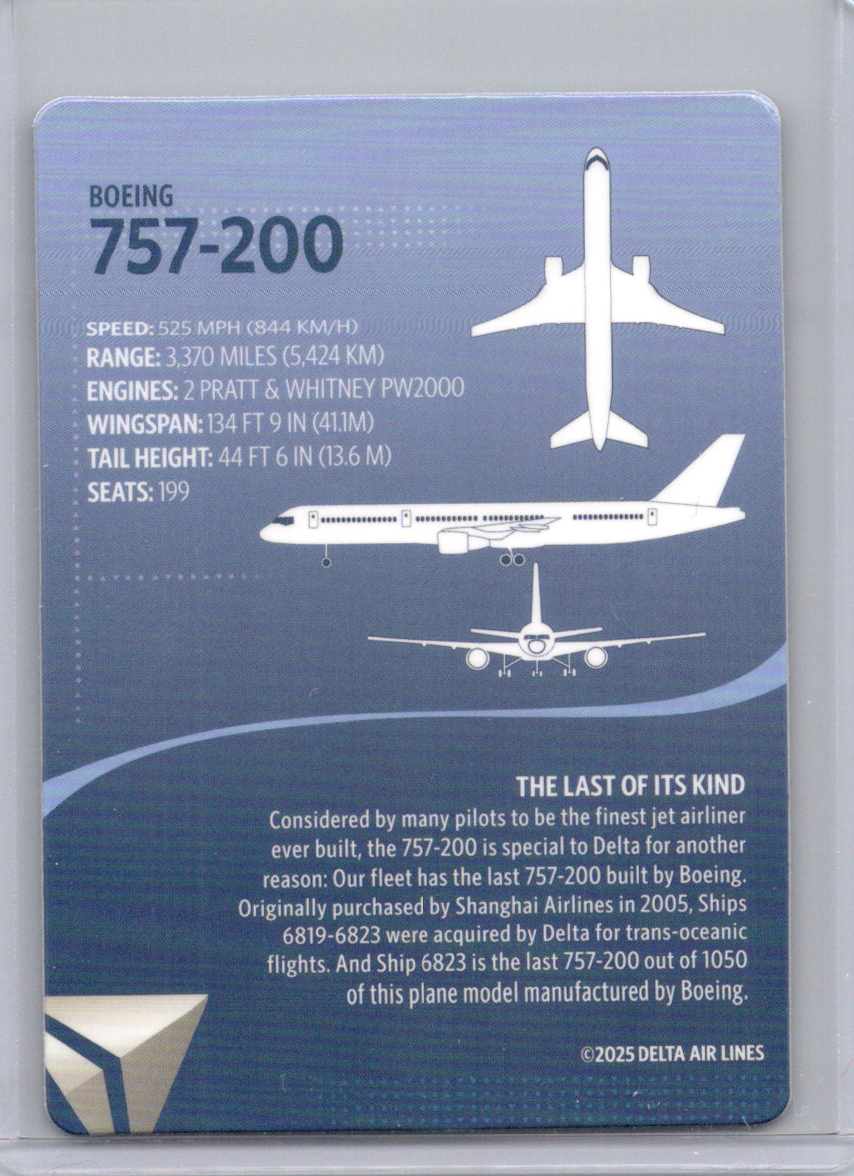 BOEING
757-200
SPEED: 525 MPH (844 KM/H)
RANGE: 3,370 MILES (5,424 KM)
ENGINES: 2 PRATT & WHITNEY PW2000
WINGSPAN: 134 FT 9 IN (41.1M)
TAIL HEIGHT: 44 FT 6 IN (13.6 M)
SEATS: 199
THE LAST OF ITS KIND
Considered by many pilots to be the finest jet airliner
ever built, the 757-200 is special to Delta for another
reason: Our fleet has the last 757-200 built by Boeing.
Originally purchased by Shanghai Airlines in 2005, Ships
6819-6823 were acquired by Delta for trans-oceanic
flights. And Ship 6823 is the last 757-200 out of 1050
of this plane model manufactured by Boeing.
©2025 DELTA AIR LINES